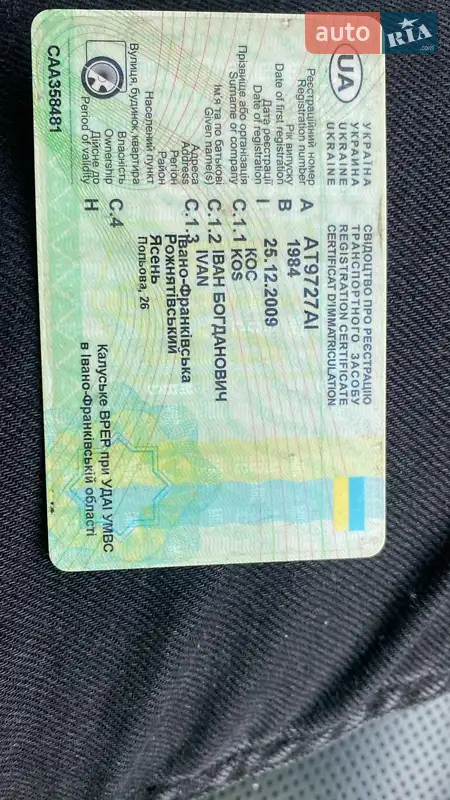 auto RIA.com
UA
УКРАЇНА
УКРАИНА
UKRAINE
UKRAINE
СВІДОЦТВО ПРО РЕЄСТРАЦІЮ
ТРАНСПОРТНОГО ЗАСОБУ
REGISTRATION CERTIFICATE
CERTIFICAT D'IMMATRICULATION
Реєстраційний номер
Registration number A AT9727AI
Рік випуску
Date of first registration B 1984
Дата реєстрації
Date of registration I 25.12.2009
Прізвище або організація
Surname or company C.1.1 КОС
KOS
Ім'я та по батькові
Given name(s) C.1.2 ІВАН БОГДАНОВИЧ
IVAN
Адреса
Address C.1.3
Регіон Івано-Франківська
Район Рожнятівський
Населений пункт Ясень
Вулиця, будинок, квартира Польова, 26
Власність
Ownership C.4
Дійсне до
Period of validity H
Калуське ВРЕР при УДАІ УМВС
в Івано-Франківській області
САА358481